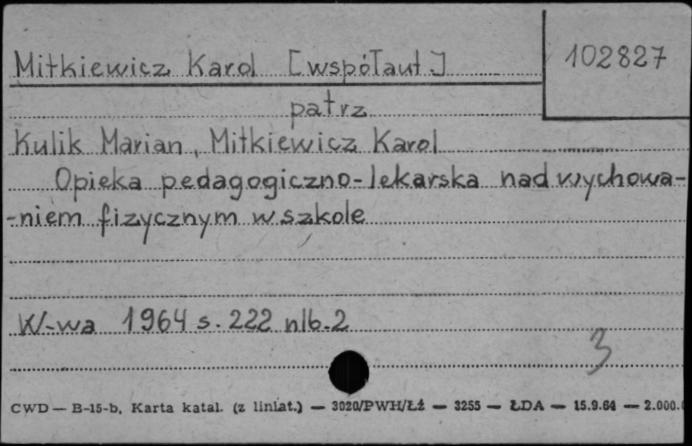 Mitkiewicz Karol [współaut]
102827
patrz
Kulik Marian, Mitkiewicz Karol
Opieka pedagogiczno-lekarska nad wychowa-
-niem fizycznym w szkole
W-wa 1964 s. 222 nlb. 2
3
CWD — B-15-b, Karta katal. (z liniat.) — 3020/PWH/Łź — 3255 — ŁDA — 15.9.64 — 2.000.